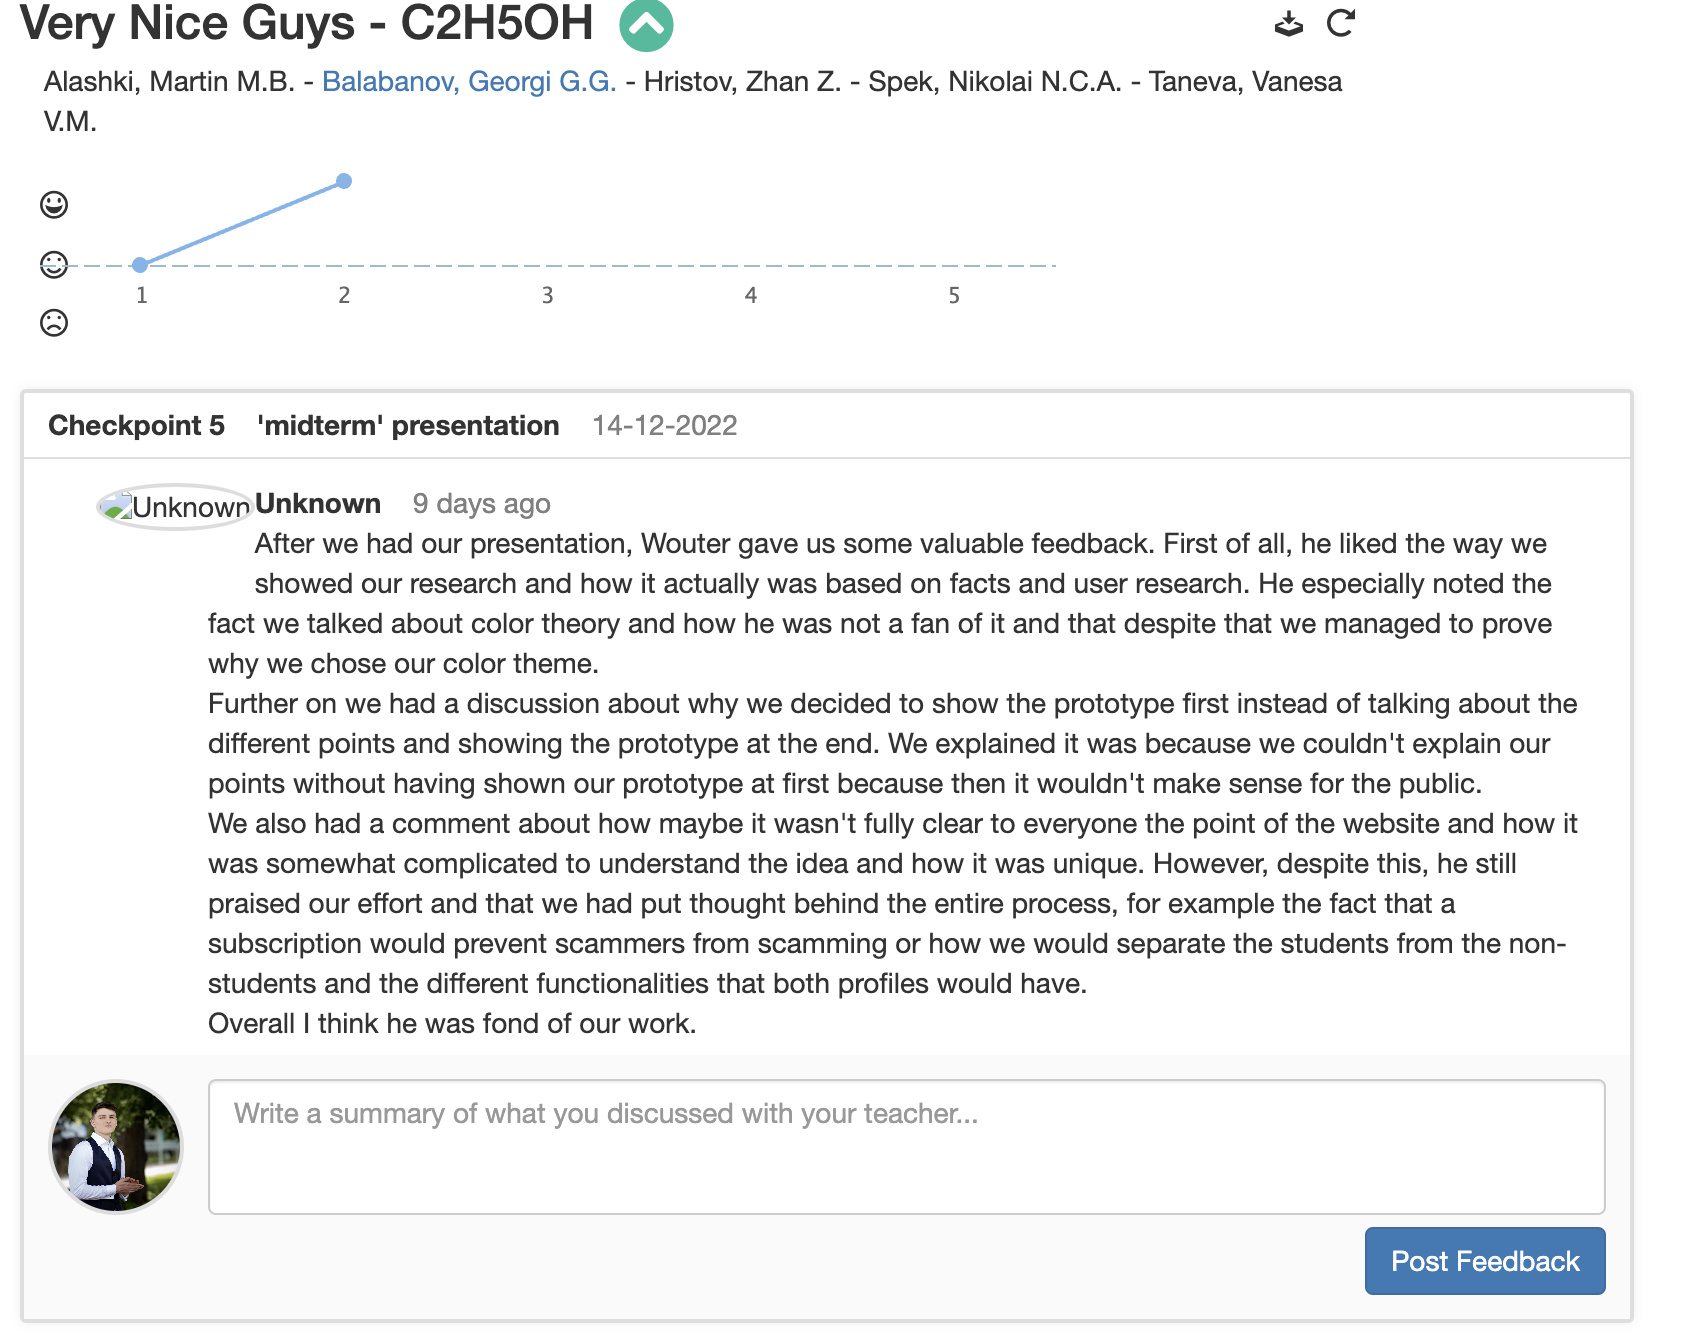 Very Nice Guys - C2H5OH
Alashki, Martin M.B. - Balabanov, Georgi G.G. - Hristov, Zhan Z. - Spek, Nikolai N.C.A. - Taneva, Vanesa
V.M.
1 2 3 4 5
Checkpoint 5 'midterm' presentation 14-12-2022
Unknown Unknown 9 days ago
After we had our presentation, Wouter gave us some valuable feedback. First of all, he liked the way we
showed our research and how it actually was based on facts and user research. He especially noted the
fact we talked about color theory and how he was not a fan of it and that despite that we managed to prove
why we chose our color theme.
Further on we had a discussion about why we decided to show the prototype first instead of talking about the
different points and showing the prototype at the end. We explained it was because we couldn't explain our
points without having shown our prototype at first because then it wouldn't make sense for the public.
We also had a comment about how maybe it wasn't fully clear to everyone the point of the website and how it
was somewhat complicated to understand the idea and how it was unique. However, despite this, he still
praised our effort and that we had put thought behind the entire process, for example the fact that a
subscription would prevent scammers from scamming or how we would separate the students from the non-
students and the different functionalities that both profiles would have.
Overall I think he was fond of our work.
Write a summary of what you discussed with your teacher...
Post Feedback